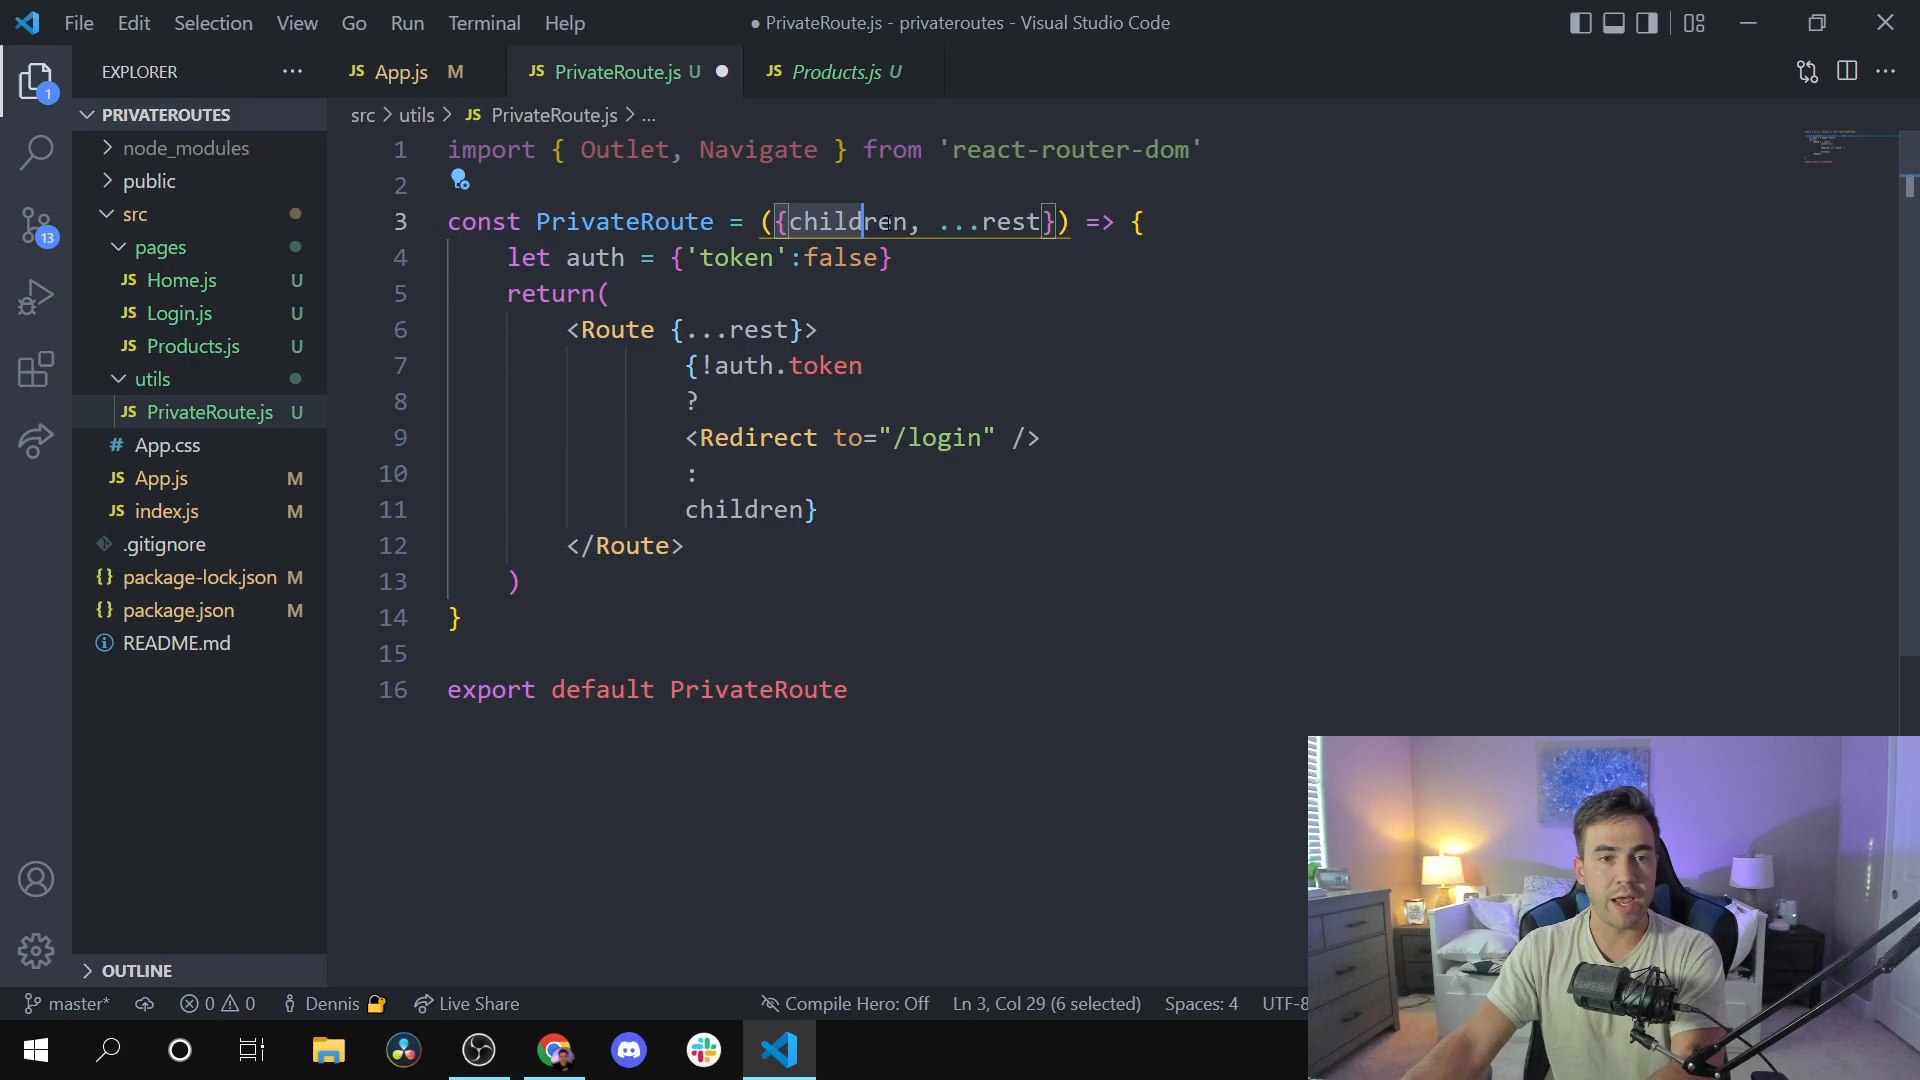 File Edit Selection View Go Run Terminal Help
● PrivateRoute.js - privateroutes - Visual Studio Code
EXPLORER
JS App.js M
JS PrivateRoute.js U
JS Products.js U
1
13
PRIVATEROUTES
node_modules
public
src
pages
JS Home.js U
JS Login.js U
JS Products.js U
utils
JS PrivateRoute.js U
# App.css
JS App.js M
JS index.js M
.gitignore
{} package-lock.json M
{} package.json M
README.md
OUTLINE
src > utils > JS PrivateRoute.js > ...
1 import { Outlet, Navigate } from 'react-router-dom'
2
3 const PrivateRoute = ({children, ...rest}) => {
4 let auth = {'token':false}
5 return(
6 <Route {...rest}>
7 {!auth.token
8 ?
9 <Redirect to="/login" />
10 :
11 children}
12 </Route>
13 )
14 }
15
16 export default PrivateRoute
master* 0 0 Dennis Live Share Compile Hero: Off Ln 3, Col 29 (6 selected) Spaces: 4 UTF-8